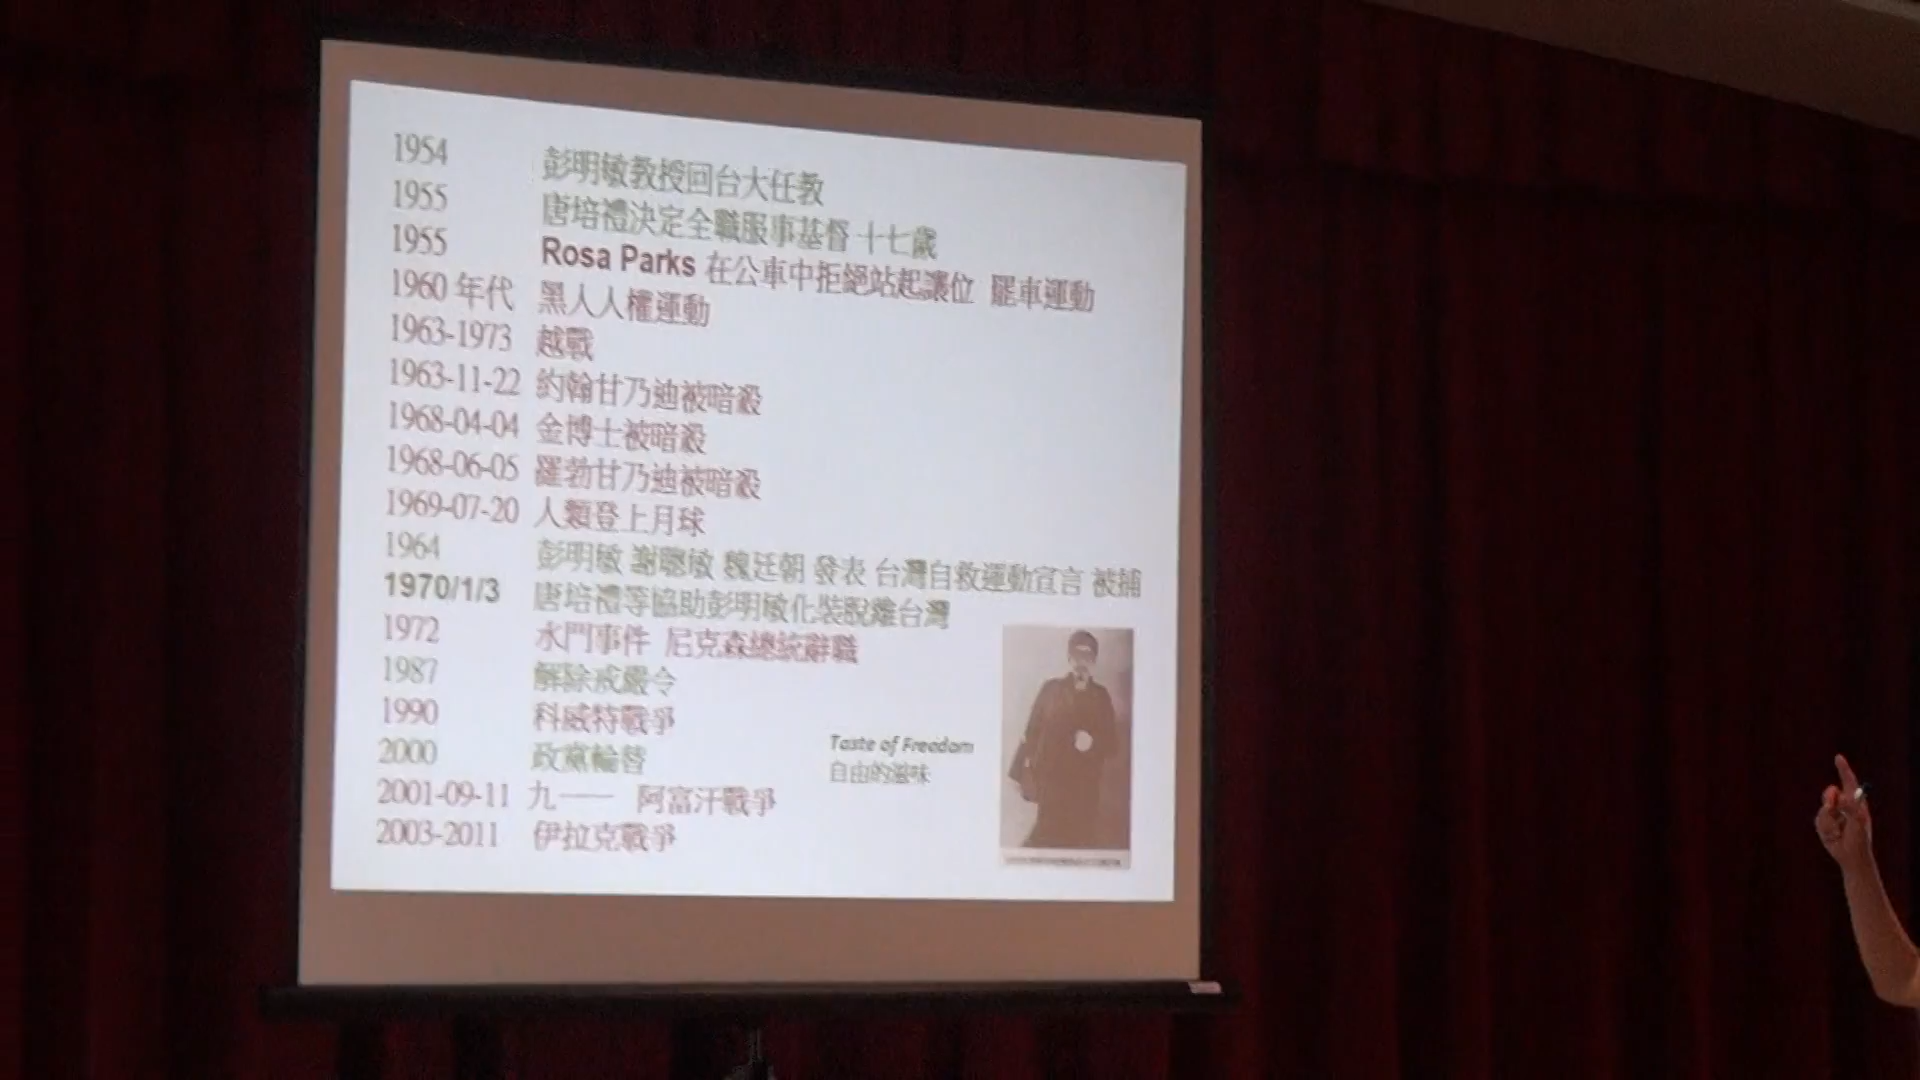 1954 彭明敏教授回台大任教
1955 唐培禮決定全職服事基督 十七歲
1955 Rosa Parks 在公車中拒絕站起讓位 罷車運動
1960 年代 黑人人權運動
1963-1973 越戰
1963-11-22 約翰甘乃迪被暗殺
1968-04-04 金博士被暗殺
1968-06-05 羅勃甘乃迪被暗殺
1969-07-20 人類登上月球
1964 彭明敏 謝聰敏 魏廷朝 發表 台灣自救運動宣言 被捕
1970/1/3 唐培禮等協助彭明敏化裝脫離台灣
1972 水門事件 尼克森總統辭職
1987 解除戒嚴令
1990 科威特戰爭
2000 政黨輪替
2001-09-11 九一一 阿富汗戰爭
2003-2011 伊拉克戰爭
Taste of Freedom
自由的滋味